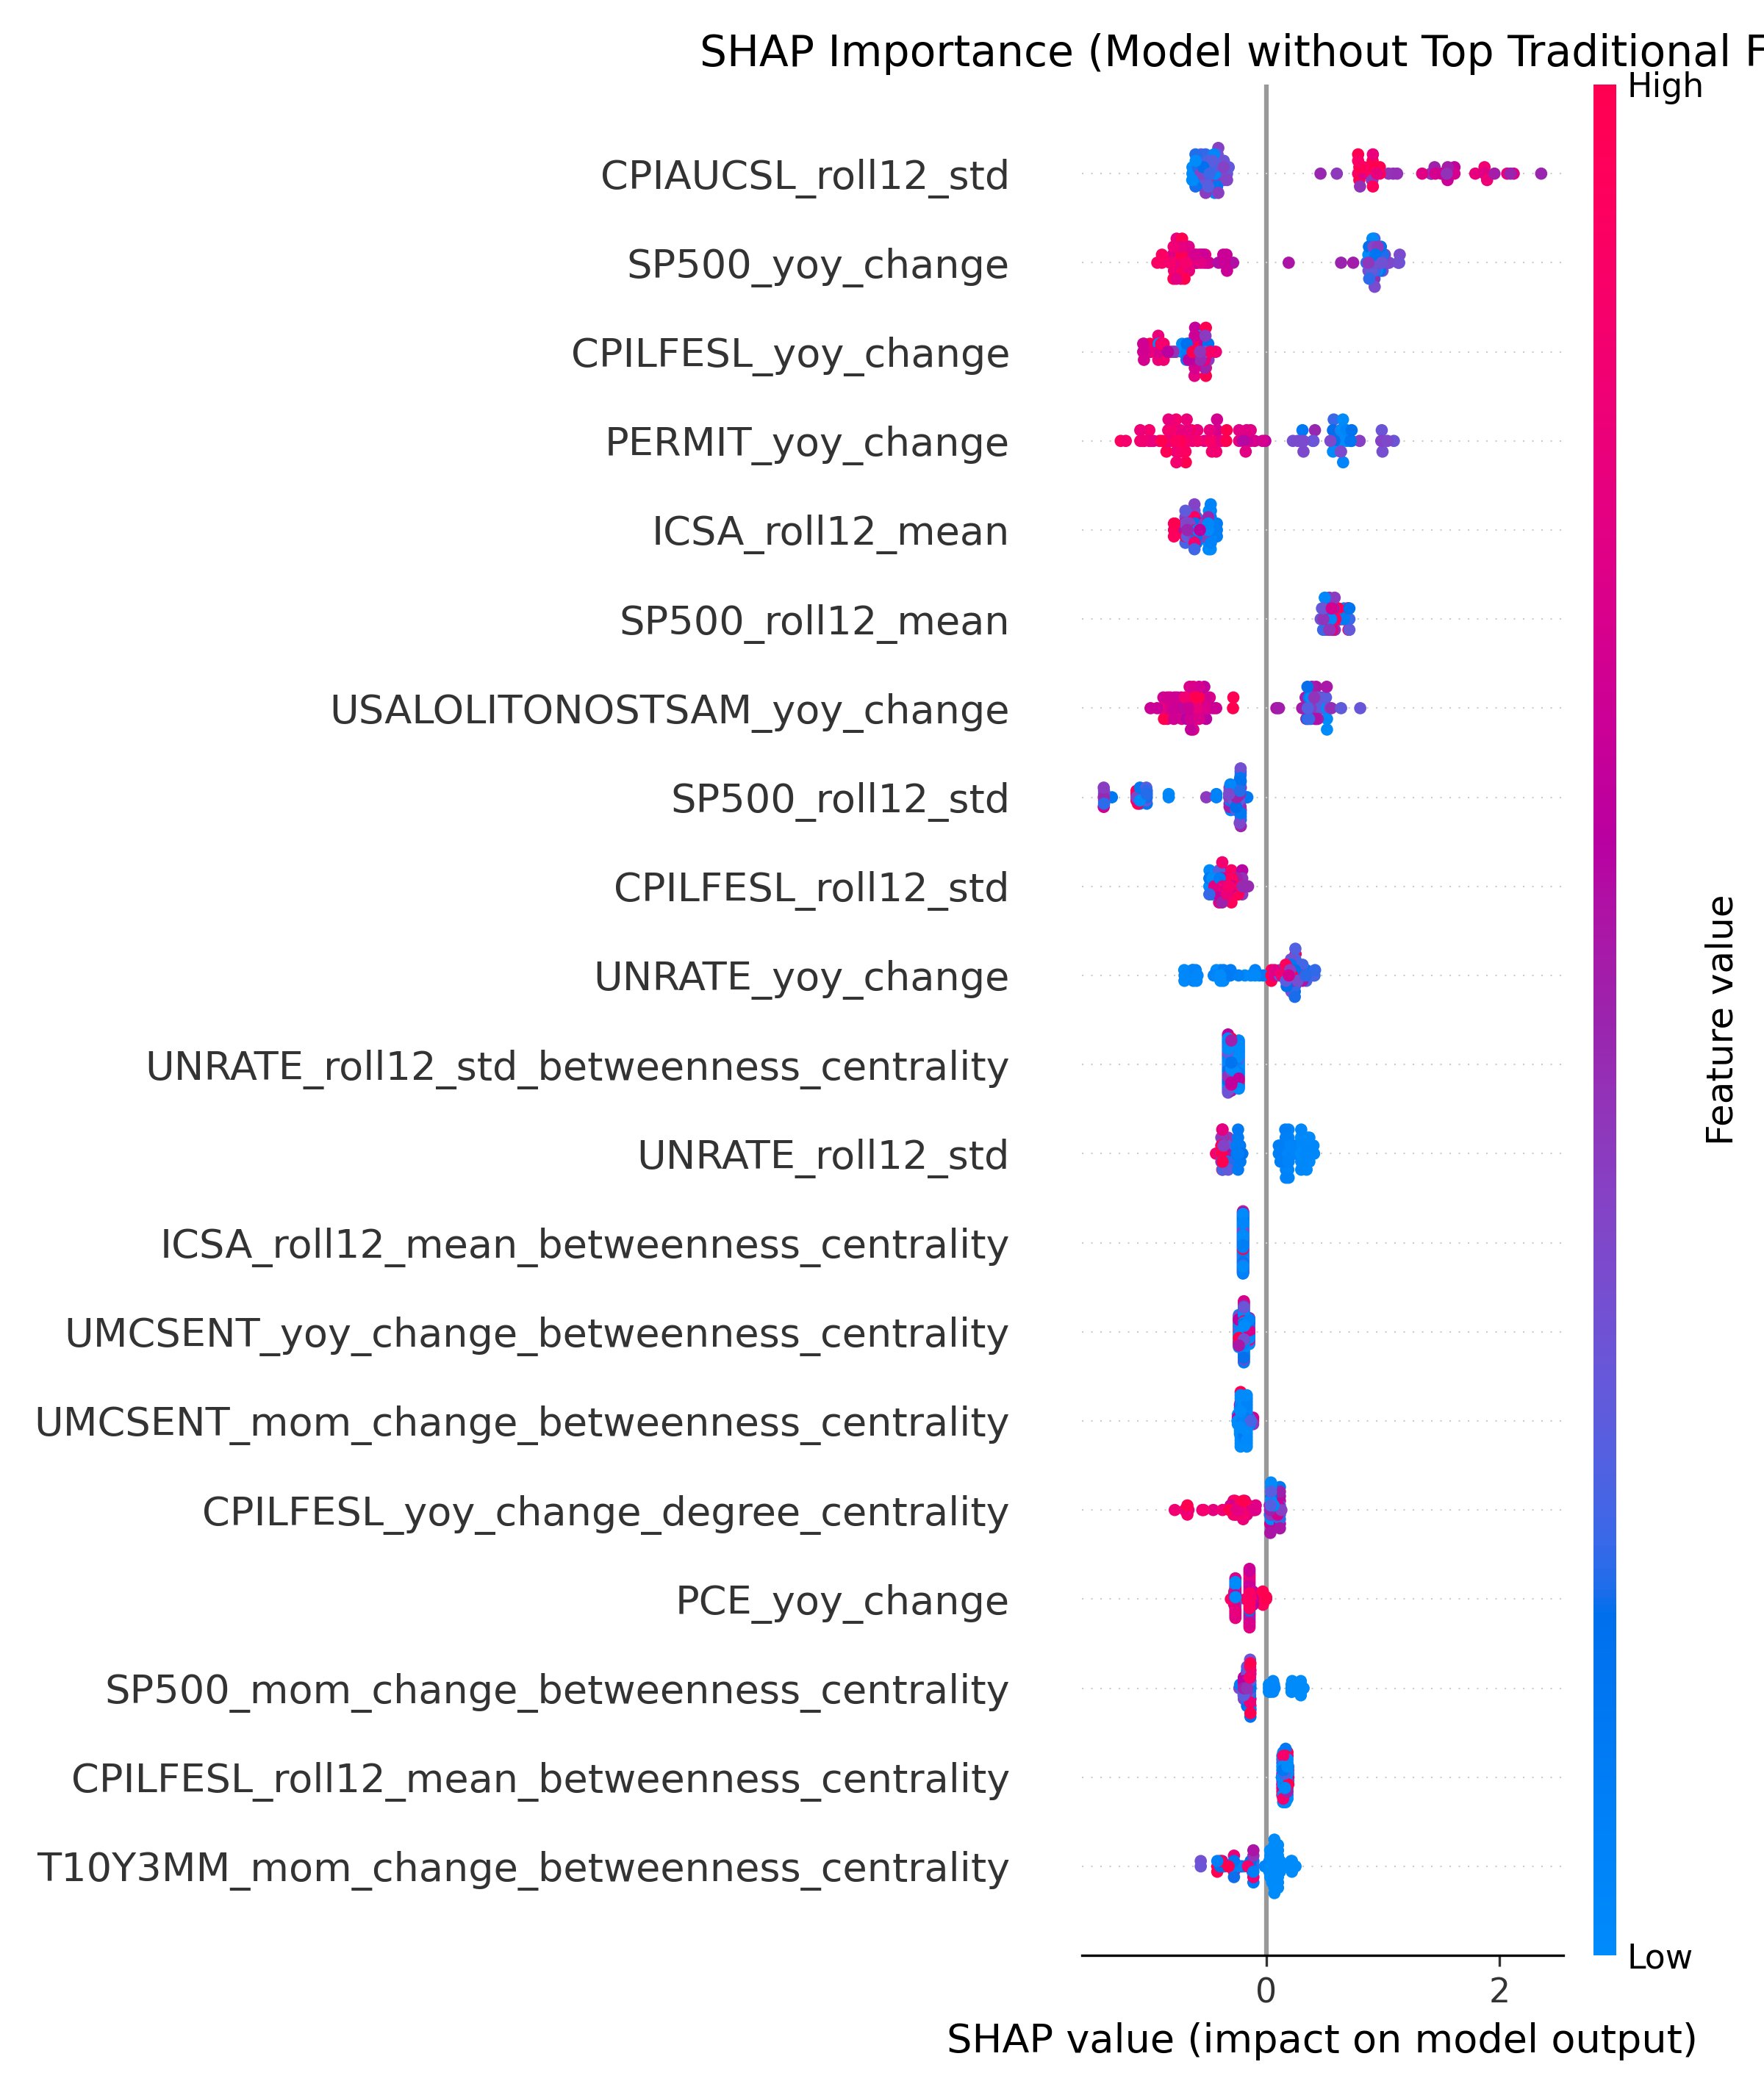 SHAP Importance (Model without Top Traditional F
High
CPIAUCSL_roll12_std
SP500_yoy_change
CPILFESL_yoy_change
PERMIT_yoy_change
ICSA_roll12_mean
SP500_roll12_mean
USALOLITONOSTSAM_yoy_change
SP500_roll12_std
CPILFESL_roll12_std
UNRATE_yoy_change
UNRATE_roll12_std_betweenness_centrality
UNRATE_roll12_std
ICSA_roll12_mean_betweenness_centrality
UMCSENT_yoy_change_betweenness_centrality
UMCSENT_mom_change_betweenness_centrality
CPILFESL_yoy_change_degree_centrality
PCE_yoy_change
SP500_mom_change_betweenness_centrality
CPILFESL_roll12_mean_betweenness_centrality
T10Y3MM_mom_change_betweenness_centrality
Feature value
Low
0 2
SHAP value (impact on model output)